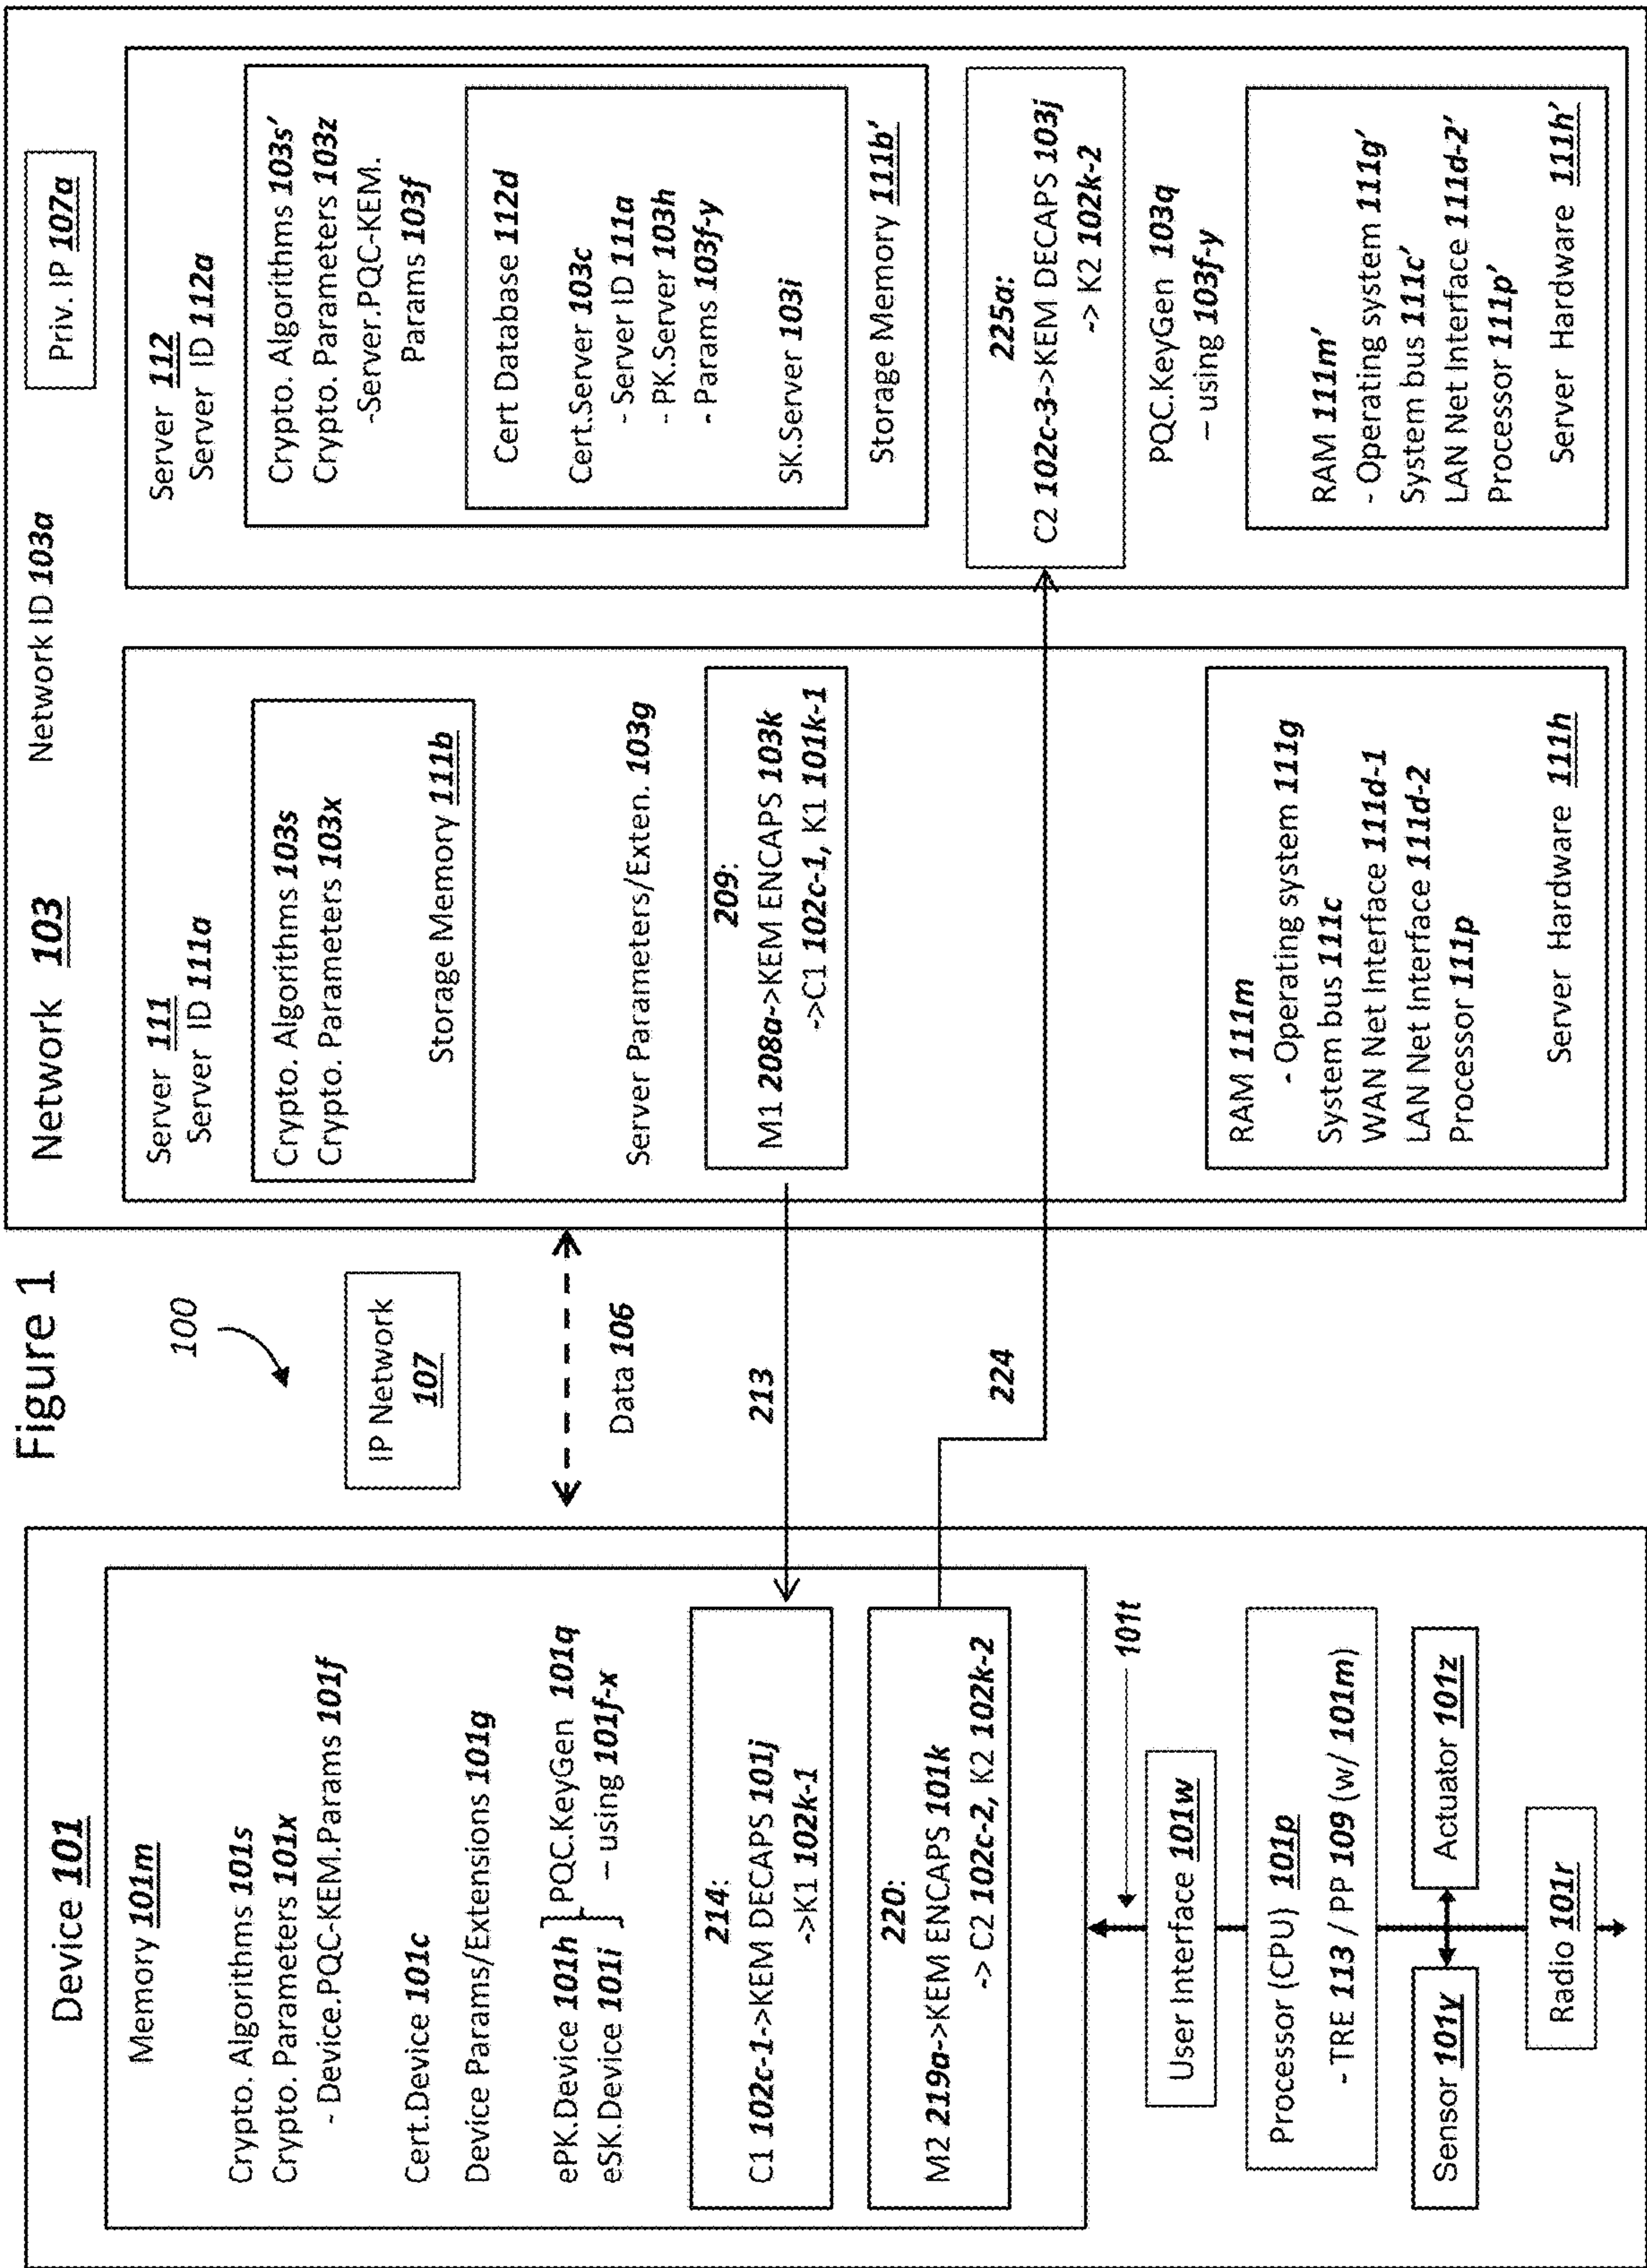 Figure 1
100
Device 101
Memory 101m
Crypto. Algorithms 101s
Crypto. Parameters 101x
- Device.PQC-KEM.Params 101f
Cert.Device 101c
Device Params/Extensions 101g
ePK.Device 101h
eSK.Device 101i
PQC.KeyGen 101q
– using 101f-x
214:
C1 102c-1->KEM DECAPS 101j
->K1 102k-1
220:
M2 219a->KEM ENCAPS 101k
-> C2 102c-2, K2 102k-2
101t
User Interface 101w
Processor (CPU) 101p
- TRE 113 / PP 109 (w/ 101m)
Sensor 101y
Actuator 101z
Radio 101r
IP Network
107
Data 106
213
224
Network 103
Network ID 103a
Priv. IP 107a
Server 111
Server ID 111a
Crypto. Algorithms 103s
Crypto. Parameters 103x
Storage Memory 111b
Server Parameters/Exten. 103g
209:
M1 208a->KEM ENCAPS 103k
->C1 102c-1, K1 101k-1
RAM 111m
- Operating system 111g
System bus 111c
WAN Net Interface 111d-1
LAN Net Interface 111d-2
Processor 111p
Server Hardware 111h
Server 112
Server ID 112a
Crypto. Algorithms 103s'
Crypto. Parameters 103z
-Server.PQC-KEM.
Params 103f
Cert Database 112d
Cert.Server 103c
- Server ID 111a
- PK.Server 103h
- Params 103f-y
SK.Server 103i
Storage Memory 111b'
225a:
C2 102c-3->KEM DECAPS 103j
-> K2 102k-2
PQC.KeyGen 103q
– using 103f-y
RAM 111m'
- Operating system 111g'
System bus 111c'
LAN Net Interface 111d-2'
Processor 111p'
Server Hardware 111h'